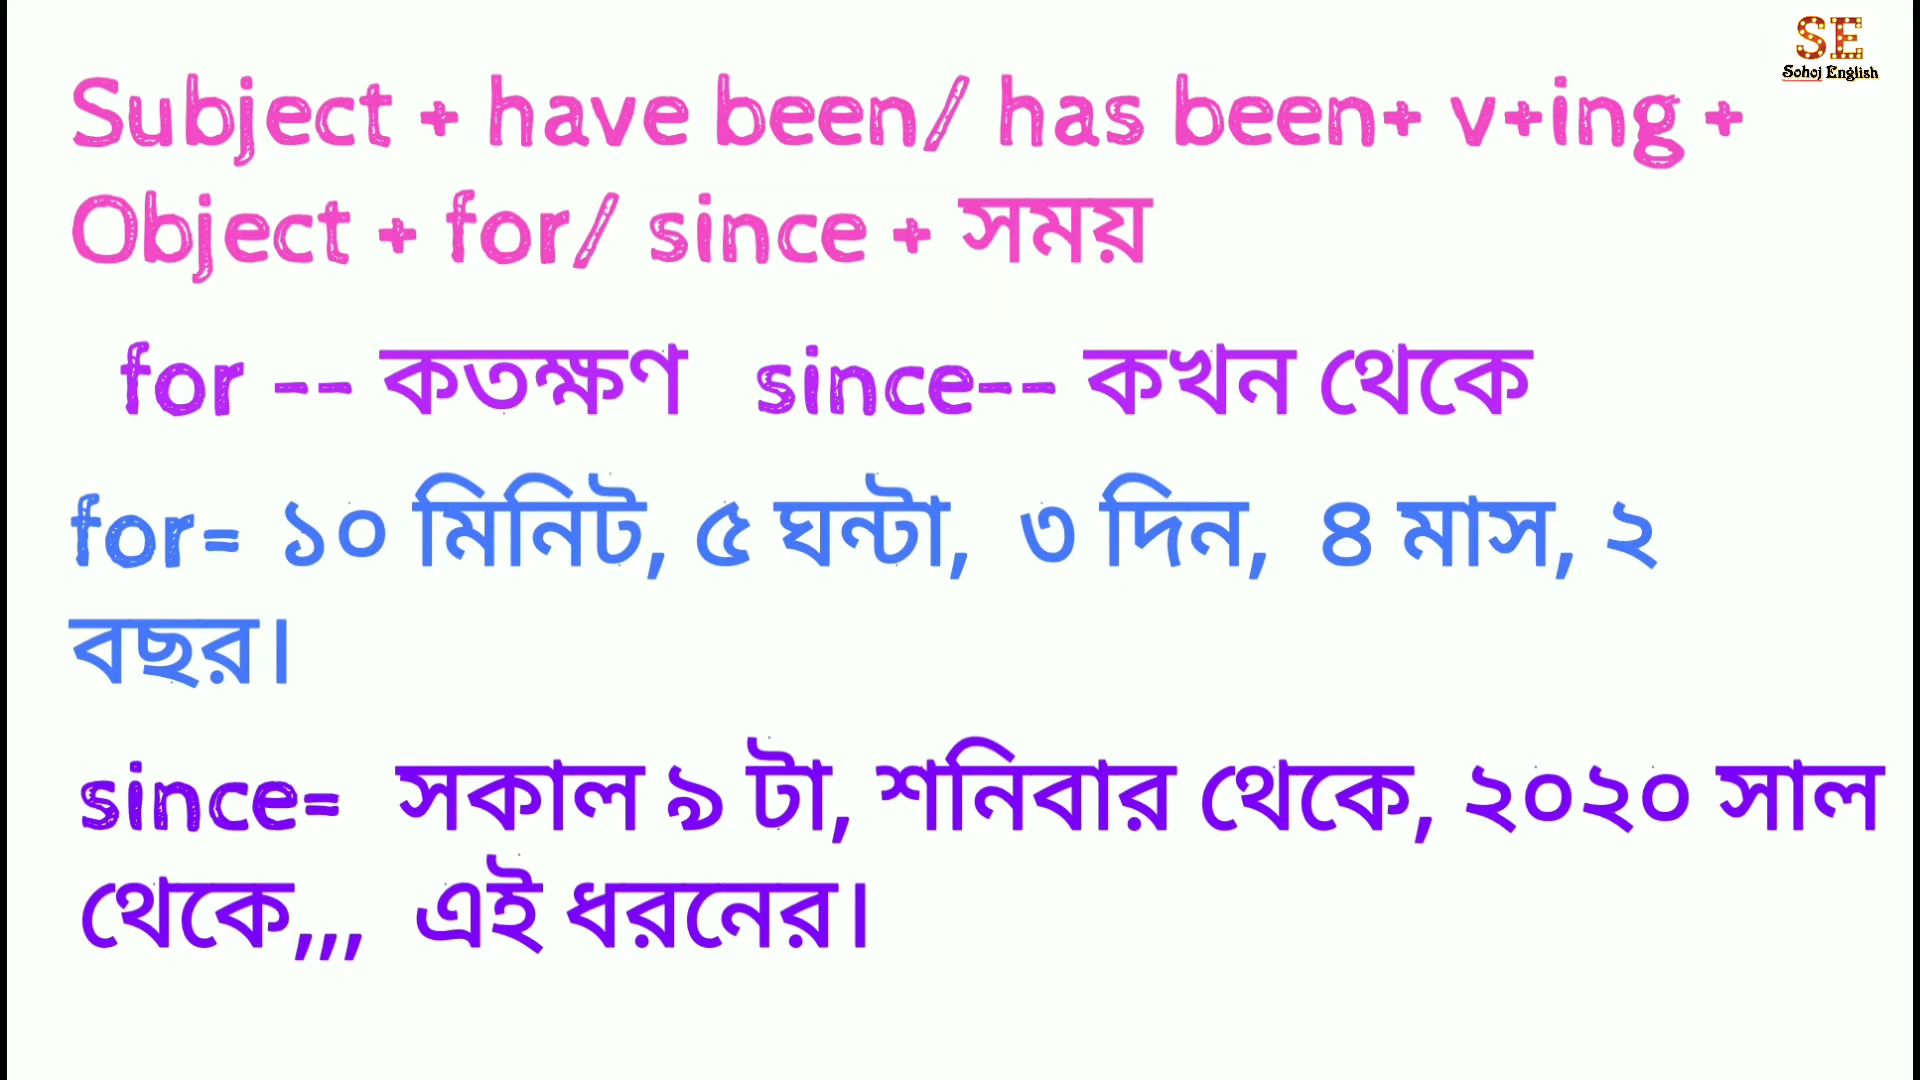 SE
Sohoj English
Subject + have been/ has been+ v+ing +
Object + for/ since + সময়
for -- কতক্ষণ since-- কখন থেকে
for= ১০ মিনিট, ৫ ঘন্টা, ৩ দিন, ৪ মাস, ২
বছর।
since= সকাল ৯ টা, শনিবার থেকে, ২০২০ সাল
থেকে,,, এই ধরনের।